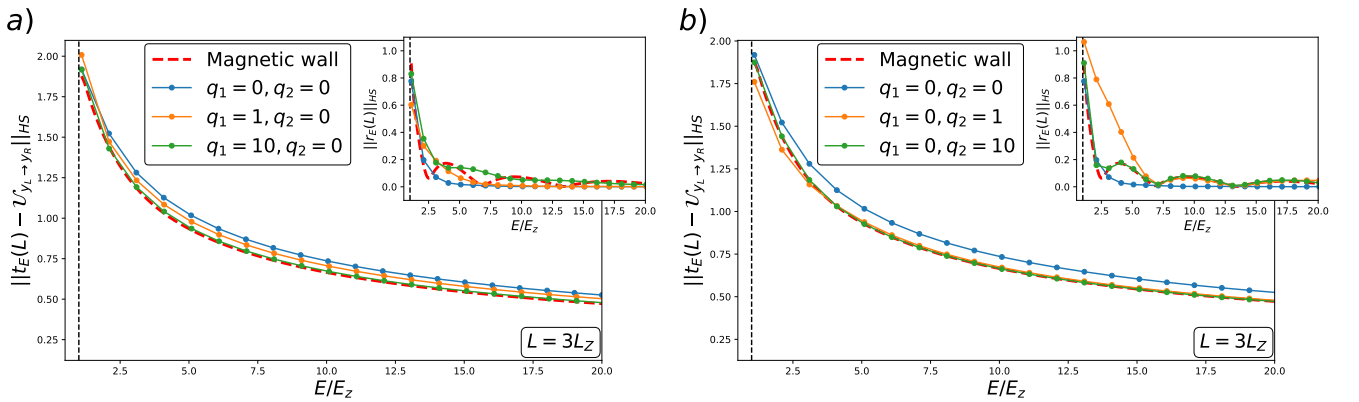 a)
2.00
1.75
1.50
1.25
1.00
0.75
0.50
0.25
||t_E(L) − 𝒰_{y_L→y_R}||_{HS}
Magnetic wall
q₁ = 0, q₂ = 0
q₁ = 1, q₂ = 0
q₁ = 10, q₂ = 0
1.0
0.8
0.6
0.4
0.2
0.0
||r_E(L)||_{HS}
2.5 5.0 7.5 10.0 12.5 15.0 17.5 20.0
E/E_z
L = 3L_Z
2.5 5.0 7.5 10.0 12.5 15.0 17.5 20.0
E/E_z
b)
2.00
1.75
1.50
1.25
1.00
0.75
0.50
0.25
||t_E(L) − 𝒰_{y_L→y_R}||_{HS}
Magnetic wall
q₁ = 0, q₂ = 0
q₁ = 0, q₂ = 1
q₁ = 0, q₂ = 10
1.0
0.8
0.6
0.4
0.2
0.0
||r_E(L)||_{HS}
2.5 5.0 7.5 10.0 12.5 15.0 17.5 20.0
E/E_z
L = 3L_Z
2.5 5.0 7.5 10.0 12.5 15.0 17.5 20.0
E/E_z